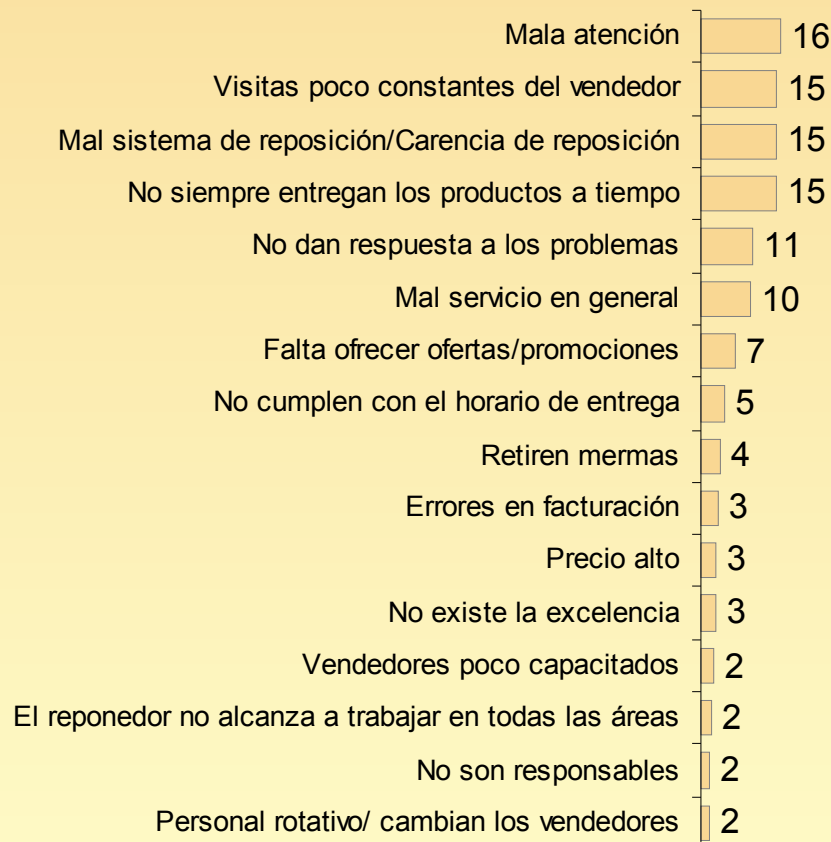 Mala atención 16
Visitas poco constantes del vendedor 15
Mal sistema de reposición/Carencia de reposición 15
No siempre entregan los productos a tiempo 15
No dan respuesta a los problemas 11
Mal servicio en general 10
Falta ofrecer ofertas/promociones 7
No cumplen con el horario de entrega 5
Retiren mermas 4
Errores en facturación 3
Precio alto 3
No existe la excelencia 3
Vendedores poco capacitados 2
El reponedor no alcanza a trabajar en todas las áreas 2
No son responsables 2
Personal rotativo/ cambian los vendedores 2